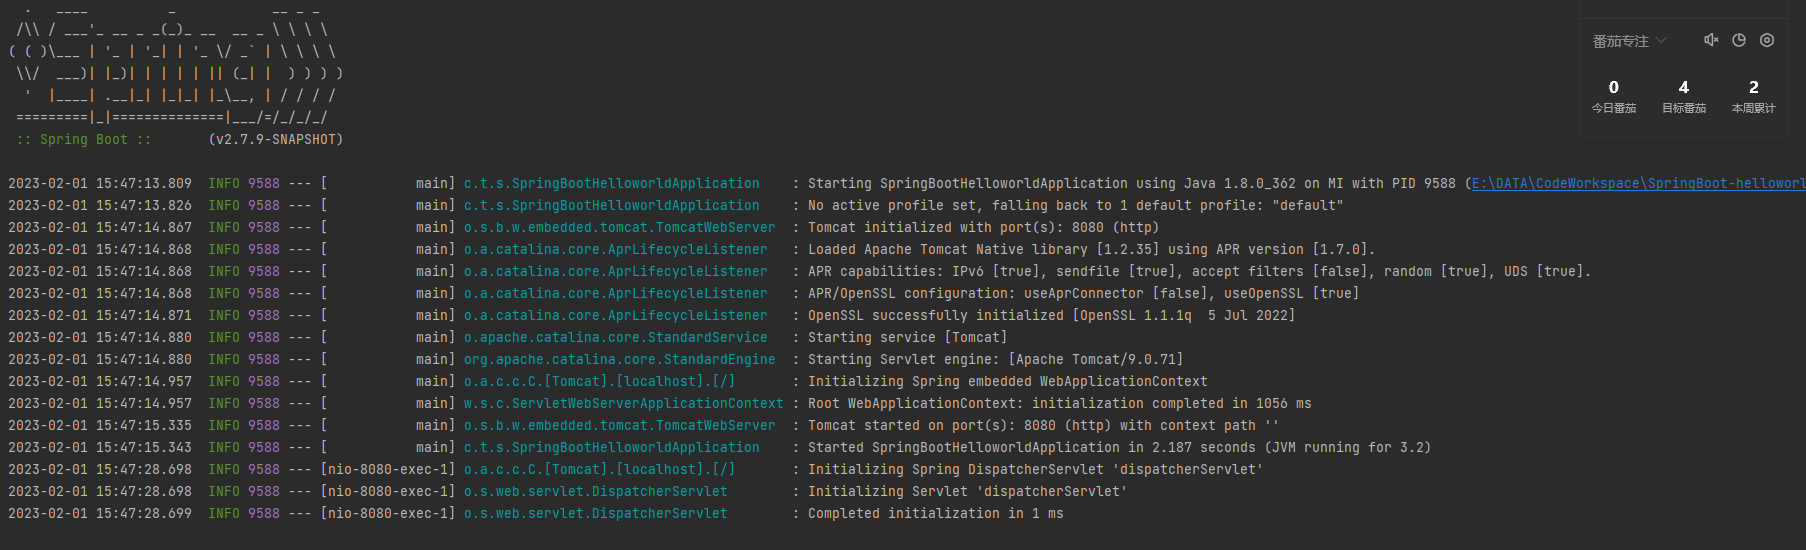 .   ____          _            __ _ _
 /\\ / ___'_ __ _ _(_)_ __  __ _ \ \ \ \
( ( )\___ | '_ | '_| | '_ \/ _` | \ \ \ \
 \\/  ___)| |_)| | | | | || (_| |  ) ) ) )
  '  |____| .__|_| |_|_| |_\__, | / / / /
 =========|_|==============|___/=/_/_/_/
 :: Spring Boot ::       (v2.7.9-SNAPSHOT)
2023-02-01 15:47:13.809  INFO 9588 --- [           main] c.t.s.SpringBootHelloworldApplication    : Starting SpringBootHelloworldApplication using Java 1.8.0_362 on MI with PID 9588 (E:\DATA\CodeWorkspace\SpringBoot-hellowor
2023-02-01 15:47:13.826  INFO 9588 --- [           main] c.t.s.SpringBootHelloworldApplication    : No active profile set, falling back to 1 default profile: "default"
2023-02-01 15:47:14.867  INFO 9588 --- [           main] o.s.b.w.embedded.tomcat.TomcatWebServer  : Tomcat initialized with port(s): 8080 (http)
2023-02-01 15:47:14.868  INFO 9588 --- [           main] o.a.catalina.core.AprLifecycleListener   : Loaded Apache Tomcat Native library [1.2.35] using APR version [1.7.0].
2023-02-01 15:47:14.868  INFO 9588 --- [           main] o.a.catalina.core.AprLifecycleListener   : APR capabilities: IPv6 [true], sendfile [true], accept filters [false], random [true], UDS [true].
2023-02-01 15:47:14.868  INFO 9588 --- [           main] o.a.catalina.core.AprLifecycleListener   : APR/OpenSSL configuration: useAprConnector [false], useOpenSSL [true]
2023-02-01 15:47:14.871  INFO 9588 --- [           main] o.a.catalina.core.AprLifecycleListener   : OpenSSL successfully initialized [OpenSSL 1.1.1q  5 Jul 2022]
2023-02-01 15:47:14.880  INFO 9588 --- [           main] o.apache.catalina.core.StandardService   : Starting service [Tomcat]
2023-02-01 15:47:14.880  INFO 9588 --- [           main] org.apache.catalina.core.StandardEngine  : Starting Servlet engine: [Apache Tomcat/9.0.71]
2023-02-01 15:47:14.957  INFO 9588 --- [           main] o.a.c.c.C.[Tomcat].[localhost].[/]       : Initializing Spring embedded WebApplicationContext
2023-02-01 15:47:14.957  INFO 9588 --- [           main] w.s.c.ServletWebServerApplicationContext : Root WebApplicationContext: initialization completed in 1056 ms
2023-02-01 15:47:15.335  INFO 9588 --- [           main] o.s.b.w.embedded.tomcat.TomcatWebServer  : Tomcat started on port(s): 8080 (http) with context path ''
2023-02-01 15:47:15.343  INFO 9588 --- [           main] c.t.s.SpringBootHelloworldApplication    : Started SpringBootHelloworldApplication in 2.187 seconds (JVM running for 3.2)
2023-02-01 15:47:28.698  INFO 9588 --- [nio-8080-exec-1] o.a.c.c.C.[Tomcat].[localhost].[/]       : Initializing Spring DispatcherServlet 'dispatcherServlet'
2023-02-01 15:47:28.698  INFO 9588 --- [nio-8080-exec-1] o.s.web.servlet.DispatcherServlet        : Initializing Servlet 'dispatcherServlet'
2023-02-01 15:47:28.699  INFO 9588 --- [nio-8080-exec-1] o.s.web.servlet.DispatcherServlet        : Completed initialization in 1 ms
番茄专注
0 4 2
今日番茄 目标番茄 本周累计